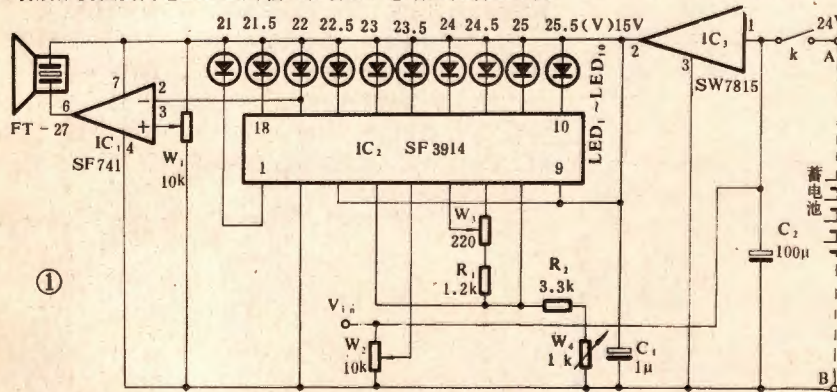 21 21.5 22 22.5 23 23.5 24 24.5 25 25.5 (V) 15V
IC₃
1
2
3
SW7815
k
24
A
7
2
3
6
4
IC₁
SF741
FT-27
W₁
10k
18
10
IC₂ SF3914
1
9
LED₁~LED₁₀
蓄
电
池
W₃
220
C₂
100μ
①
R₁
1.2k
R₂
3.3k
Vin
W₂
10k
W₄
1k
C₁
1μ
B